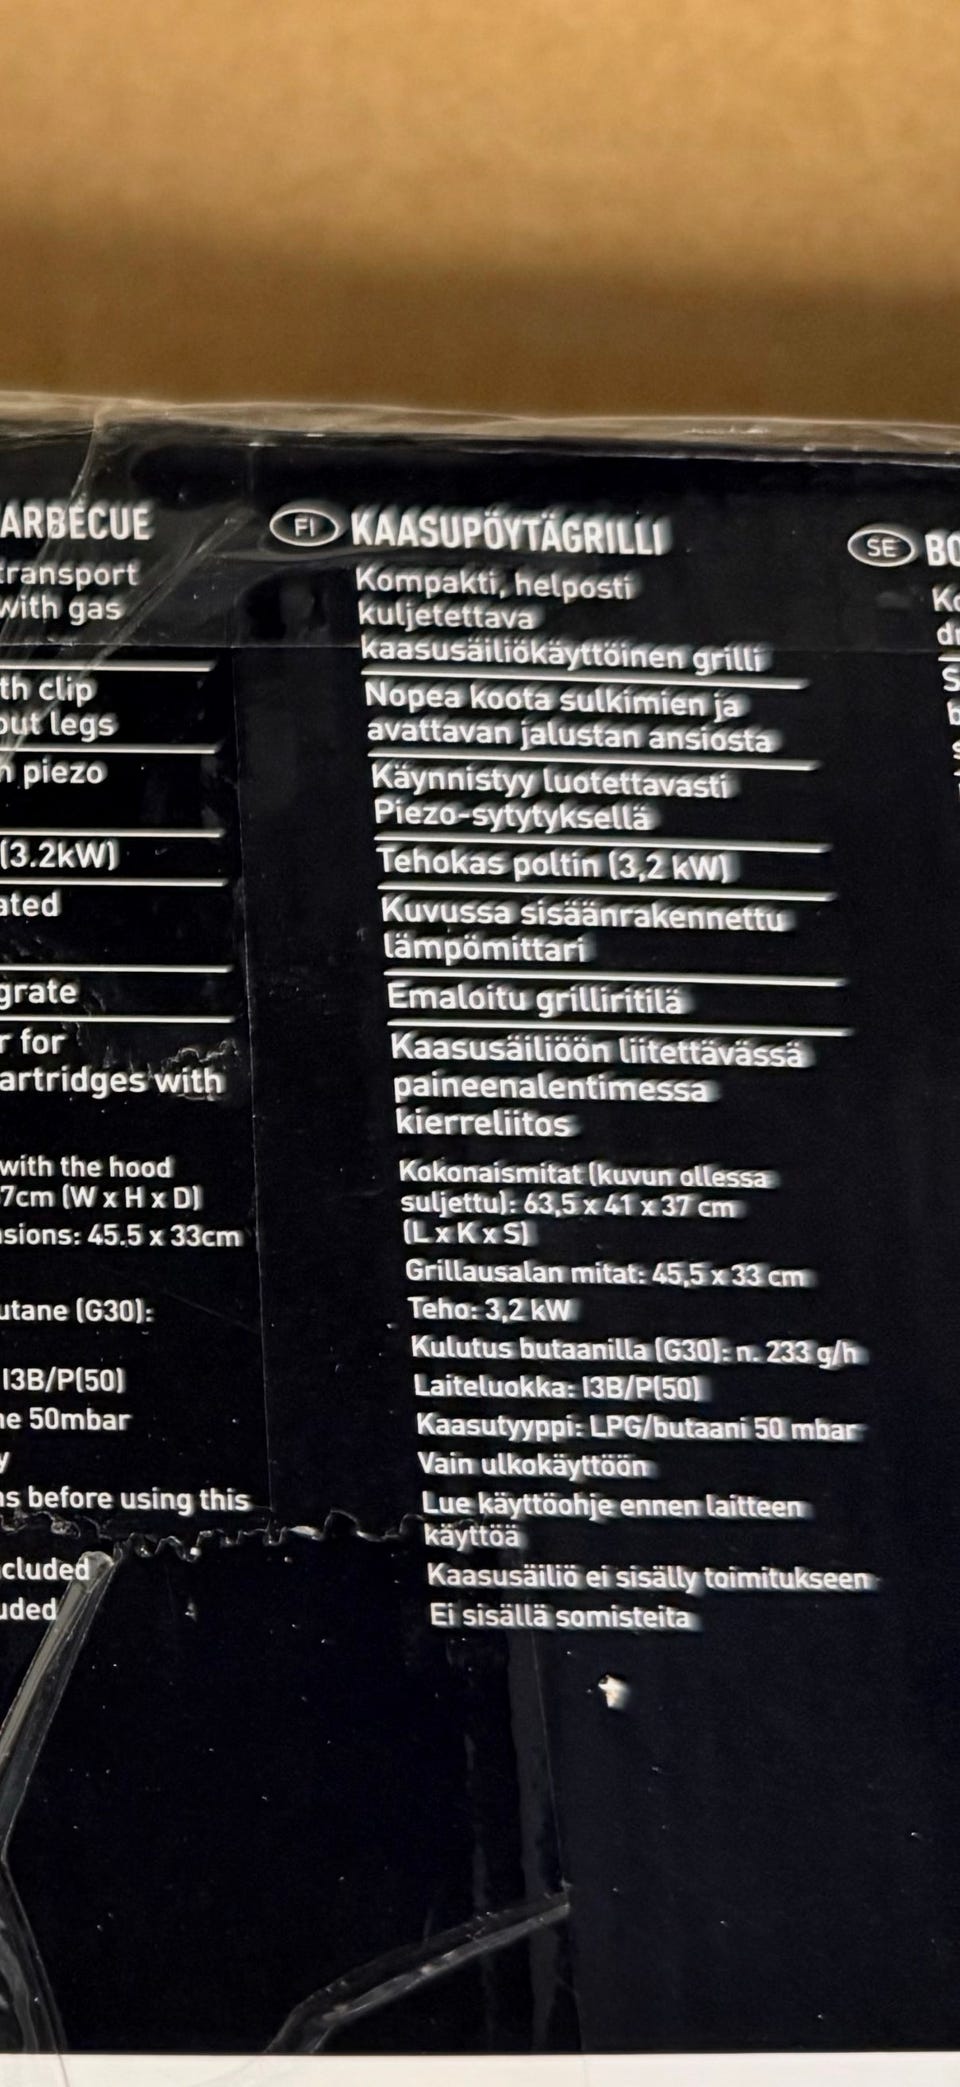 ARBECUE
transport
with gas
th clip
out legs
piezo
(3.2kW)
ated
grate
r for
artridges with
with the hood
7cm (W x H x D)
sions: 45.5 x 33cm
utane (G30):
I3B/P(50)
ne 50mbar
y
ns before using this
cluded
uded
FI KAASUPÖYTÄGRILLI
Kompakti, helposti
kuljetettava
kaasusäiliökäyttöinen grilli
Nopea koota sulkimien ja
avattavan jalustan ansiosta
Käynnistyy luotettavasti
Piezo-sytytyksellä
Tehokas poltin (3,2 kW)
Kuvussa sisäänrakennettu
lämpömittari
Emaloitu grilliritilä
Kaasusäiliöön liitettävässä
paineenalentimessa
kierreliitos
Kokonaismitat (kuvun ollessa
suljettu): 63,5 x 41 x 37 cm
(L x K x S)
Grillausalan mitat: 45,5 x 33 cm
Teho: 3,2 kW
Kulutus butaanilla (G30): n. 233 g/h
Laiteluokka: I3B/P(50)
Kaasutyyppi: LPG/butaani 50 mbar
Vain ulkokäyttöön
Lue käyttöohje ennen laitteen
käyttöä
Kaasusäiliö ei sisälly toimitukseen
Ei sisällä somisteita
SE BO
Ko
dr
S
b